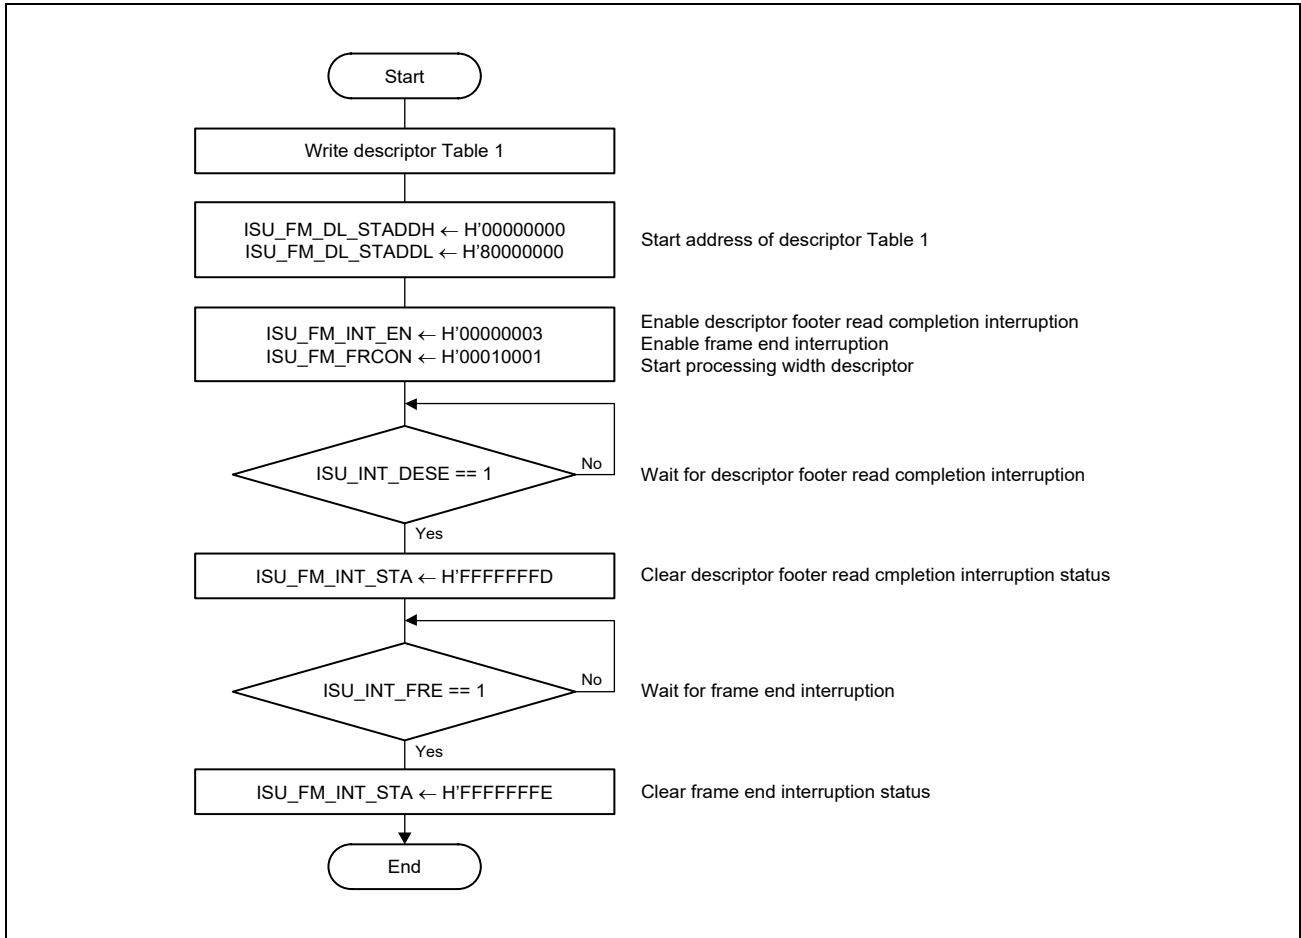 Start
Write descriptor Table 1
ISU_FM_DL_STADDH ← H’00000000
ISU_FM_DL_STADDL ← H’80000000
Start address of descriptor Table 1
ISU_FM_INT_EN ← H’00000003
ISU_FM_FRCON ← H’00010001
Enable descriptor footer read completion interruption
Enable frame end interruption
Start processing width descriptor
ISU_INT_DESE == 1
No
Wait for descriptor footer read completion interruption
Yes
ISU_FM_INT_STA ← H’FFFFFFFD
Clear descriptor footer read cmpletion interruption status
ISU_INT_FRE == 1
No
Wait for frame end interruption
Yes
ISU_FM_INT_STA ← H’FFFFFFFE
Clear frame end interruption status
End